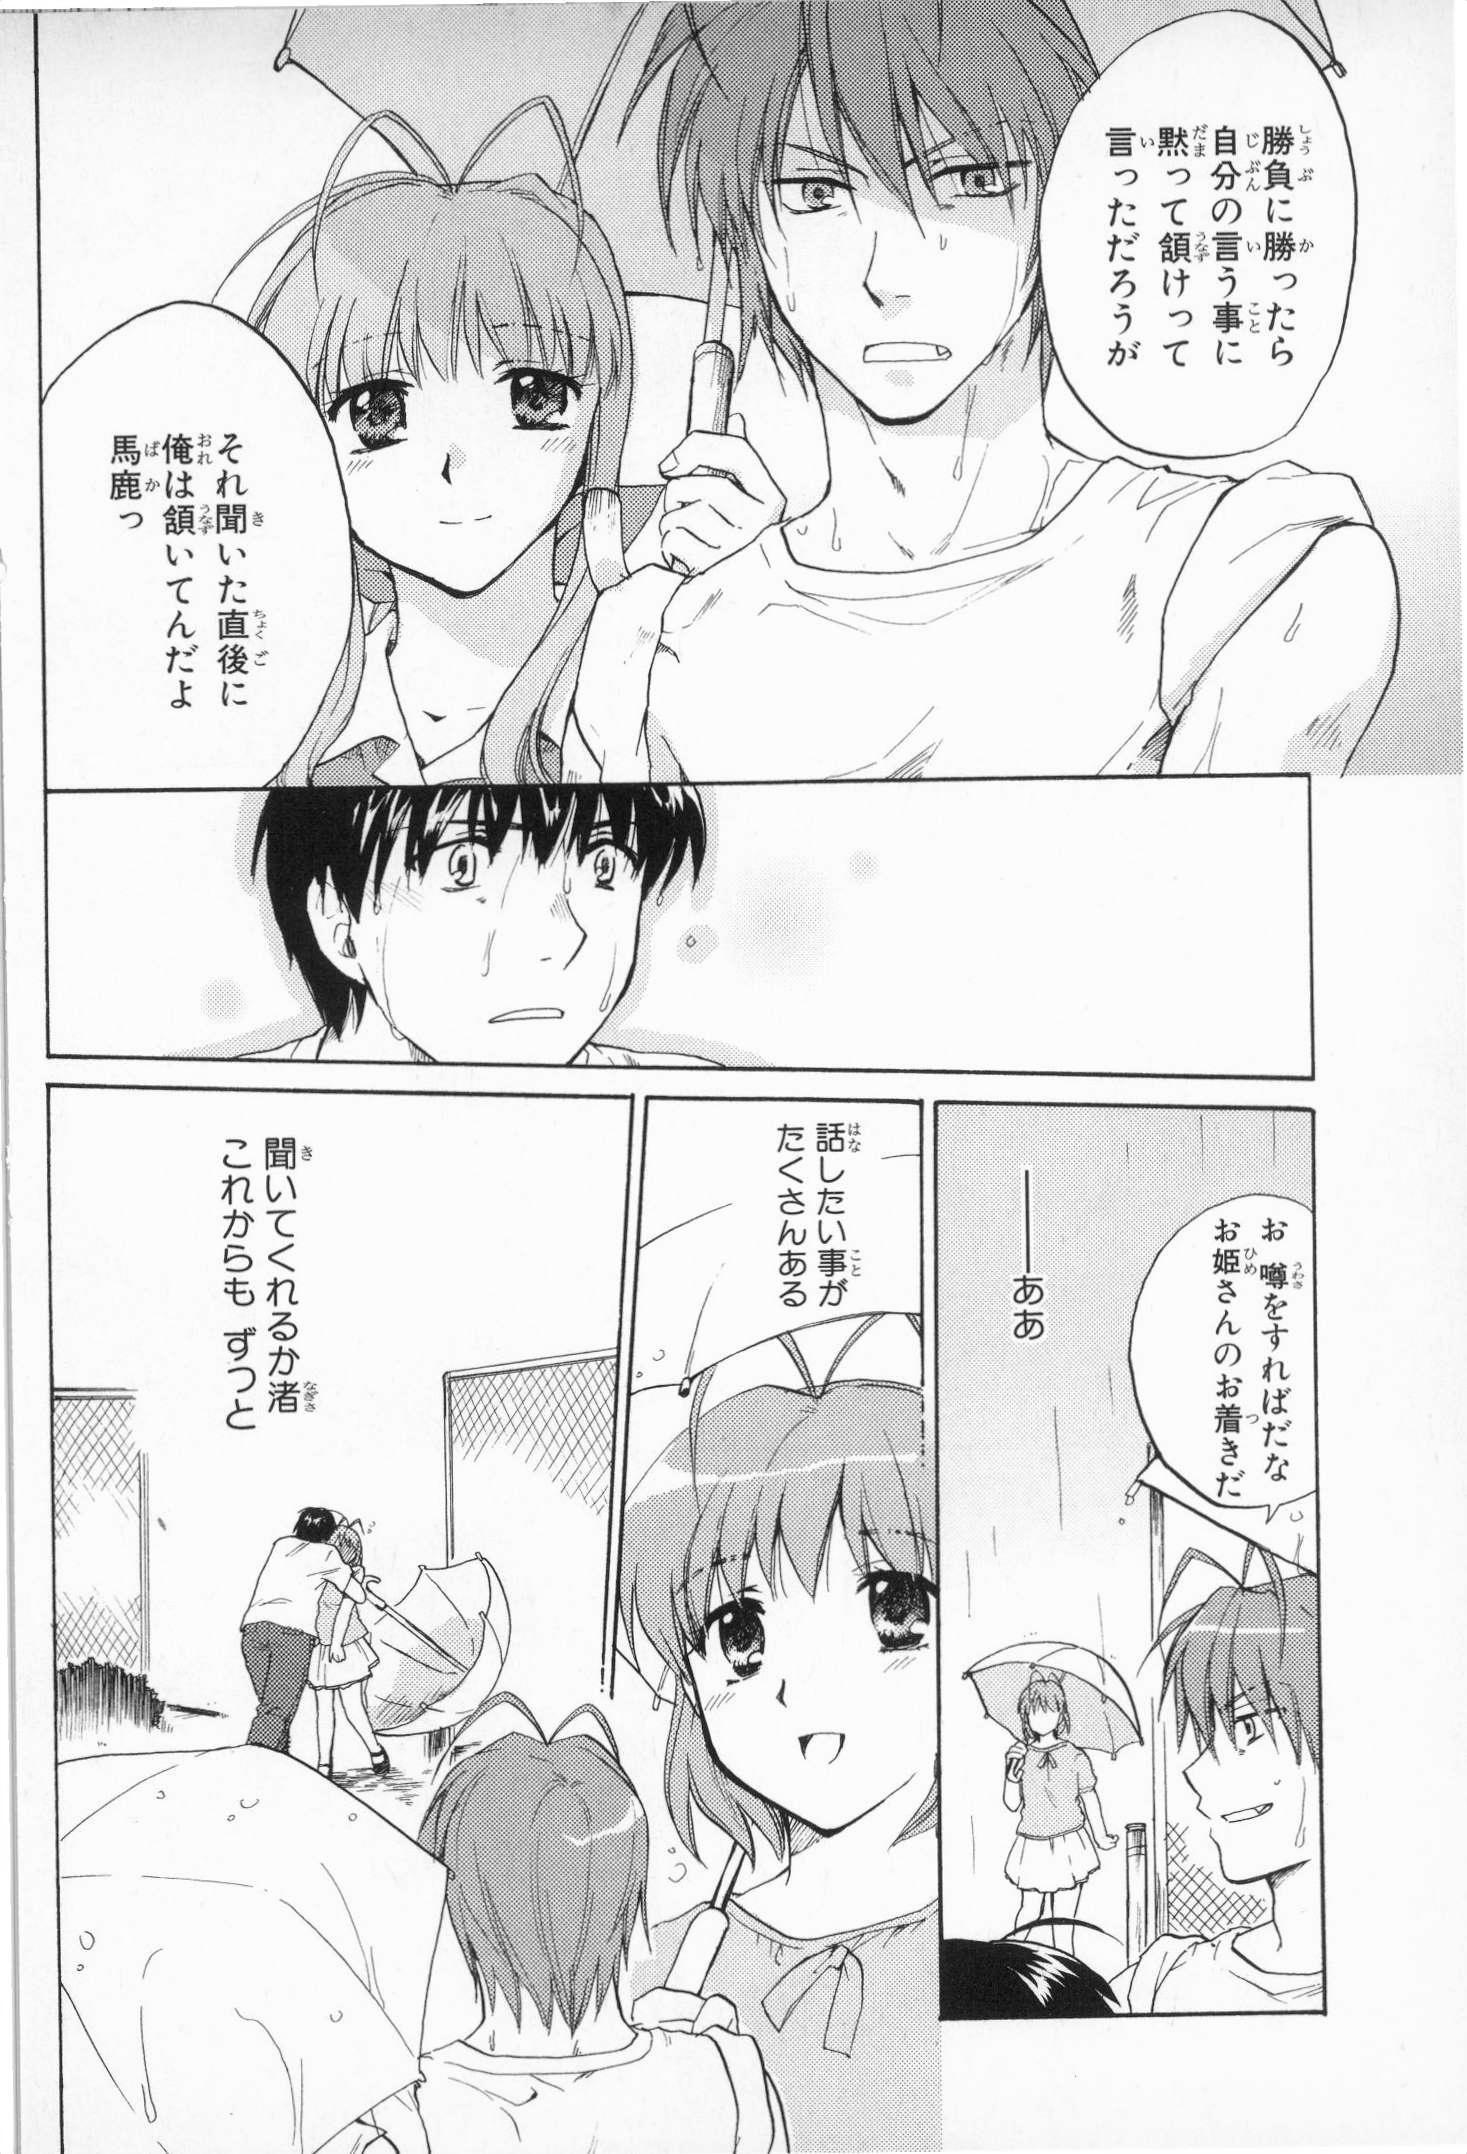 勝負に勝ったら
自分の言う事に
黙って頷けって
言っただろうが
それ聞いた直後に
俺は頷いてんだよ
馬鹿っ
お噂をすればだな
お姫さんのお着きだ
――ああ
話したい事が
たくさんある
聞いてくれるか渚
これからも ずっと